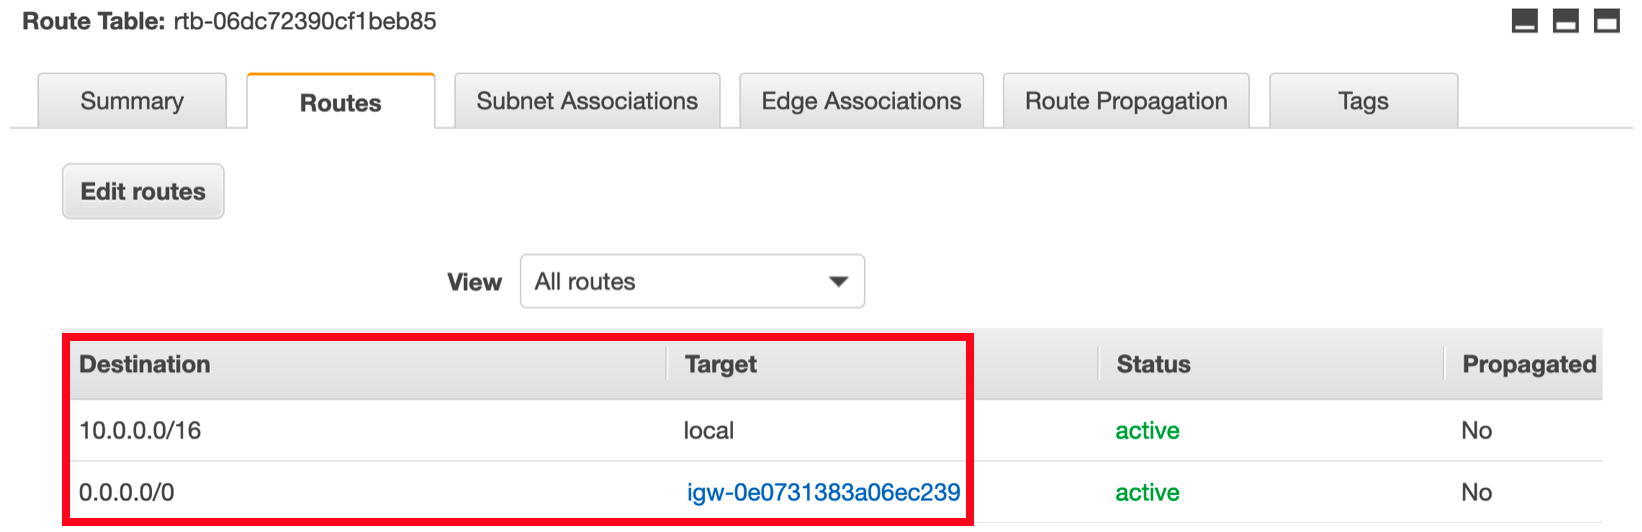 Route Table: rtb-06dc72390cf1beb85
Summary Routes Subnet Associations Edge Associations Route Propagation Tags
Edit routes
View All routes
Destination Target Status Propagated
10.0.0.0/16 local active No
0.0.0.0/0 igw-0e0731383a06ec239 active No